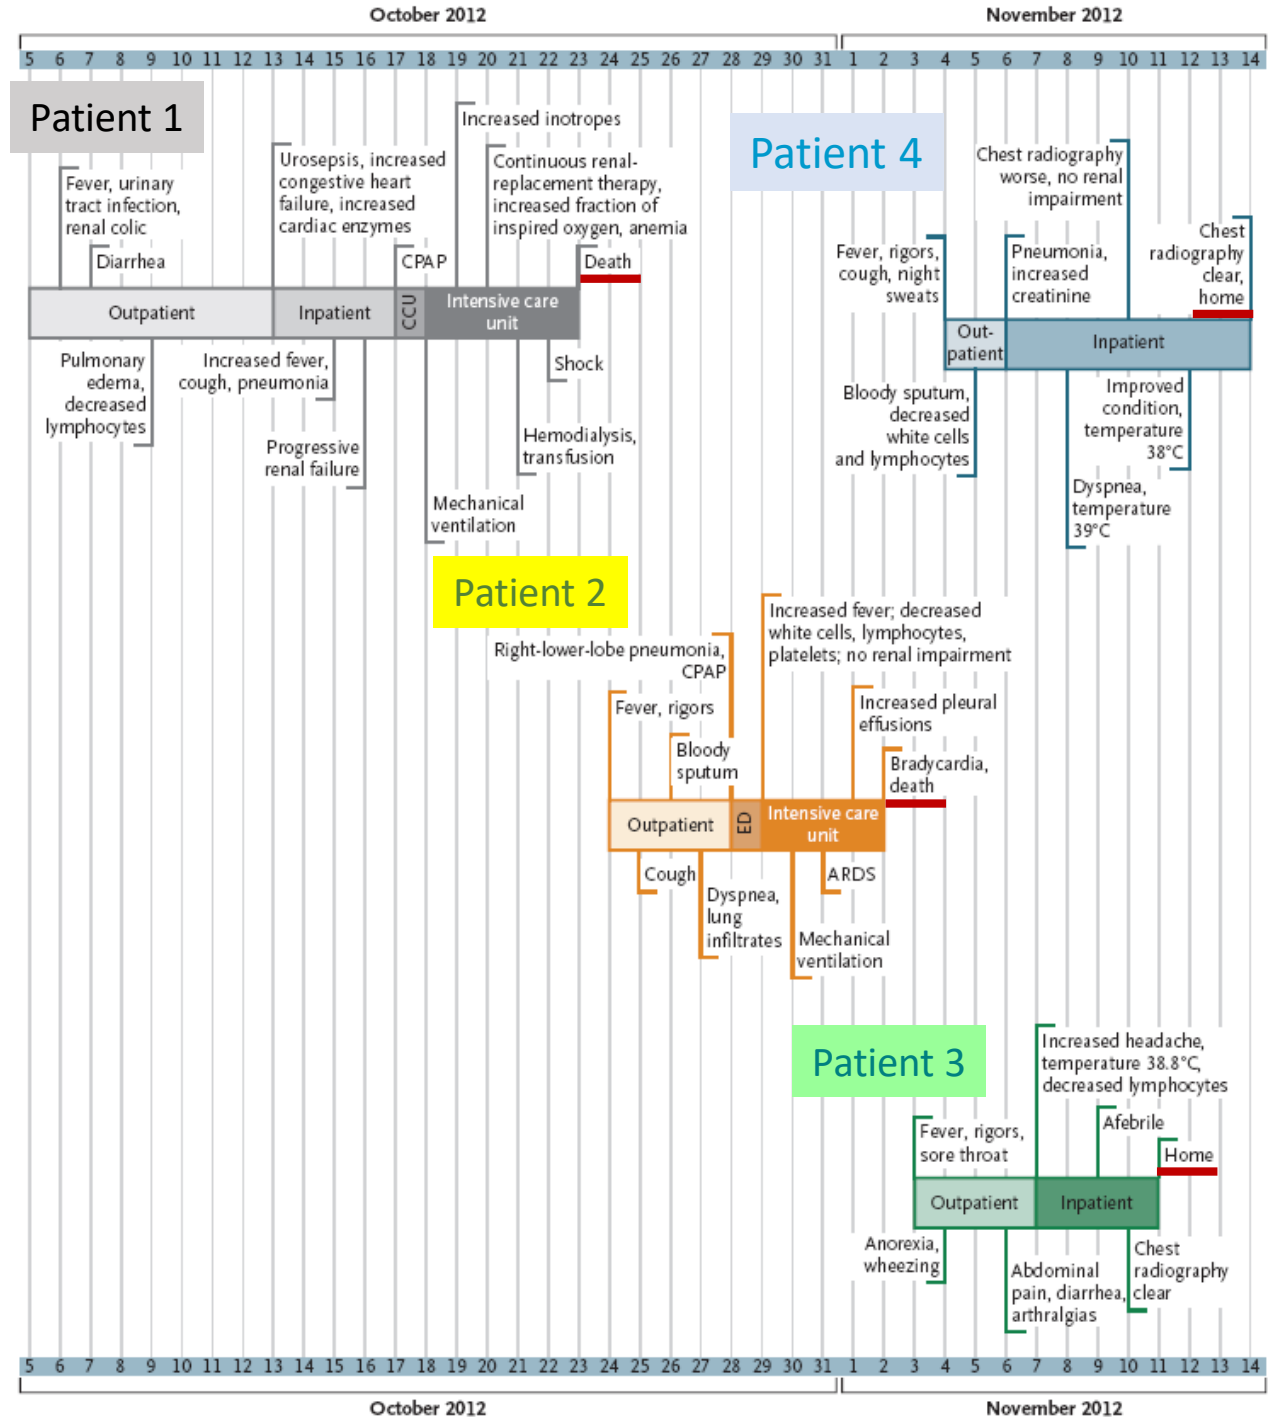 October 2012
November 2012
5 6 7 8 9 10 11 12 13 14 15 16 17 18 19 20 21 22 23 24 25 26 27 28 29 30 31 1 2 3 4 5 6 7 8 9 10 11 12 13 14
Patient 1
Fever, urinary
tract infection,
renal colic
Diarrhea
Urosepsis, increased
congestive heart
failure, increased
cardiac enzymes
CPAP
Increased inotropes
Continuous renal-
replacement therapy,
increased fraction of
inspired oxygen, anemia
Death
Outpatient
Inpatient
CCU
Intensive care
unit
Pulmonary
edema,
decreased
lymphocytes
Increased fever,
cough, pneumonia
Progressive
renal failure
Mechanical
ventilation
Hemodialysis,
transfusion
Shock
Patient 4
Fever, rigors,
cough, night
sweats
Pneumonia,
increased
creatinine
Chest radiography
worse, no renal
impairment
Chest
radiography
clear,
home
Out-
patient
Inpatient
Bloody sputum,
decreased
white cells
and lymphocytes
Dyspnea,
temperature
39°C
Improved
condition,
temperature
38°C
Patient 2
Right-lower-lobe pneumonia,
CPAP
Fever, rigors
Bloody
sputum
Increased fever; decreased
white cells, lymphocytes,
platelets; no renal impairment
Increased pleural
effusions
Bradycardia,
death
Outpatient
ED
Intensive care
unit
Cough
Dyspnea,
lung
infiltrates
Mechanical
ventilation
ARDS
Patient 3
Increased headache,
temperature 38.8°C,
decreased lymphocytes
Fever, rigors,
sore throat
Afebrile
Home
Outpatient
Inpatient
Anorexia,
wheezing
Abdominal
pain, diarrhea,
arthralgias
Chest
radiography
clear
5 6 7 8 9 10 11 12 13 14 15 16 17 18 19 20 21 22 23 24 25 26 27 28 29 30 31 1 2 3 4 5 6 7 8 9 10 11 12 13 14
October 2012
November 2012